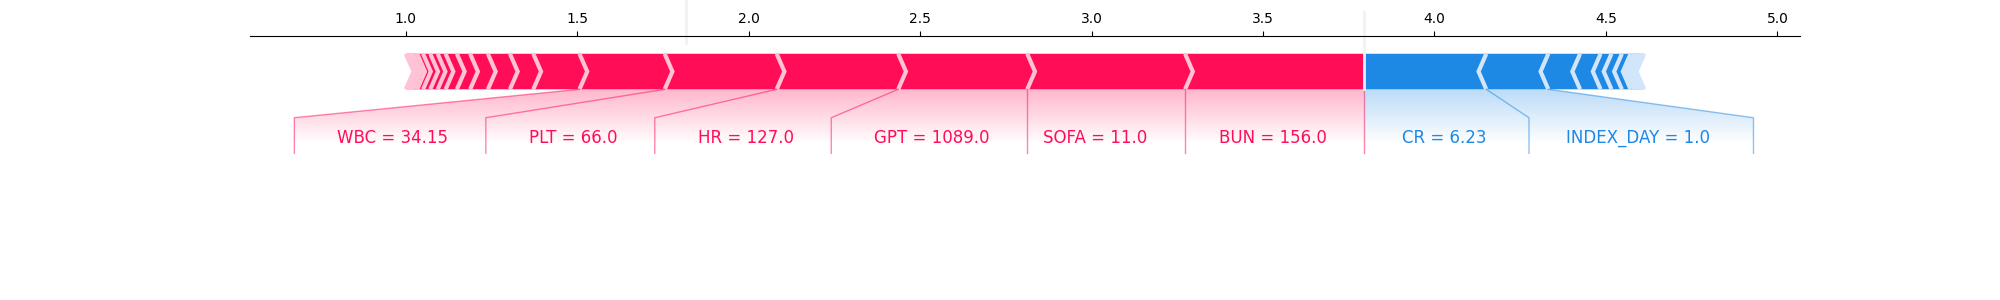 1.0 1.5 2.0 2.5 3.0 3.5 4.0 4.5 5.0
WBC = 34.15 PLT = 66.0 HR = 127.0 GPT = 1089.0 SOFA = 11.0 BUN = 156.0 CR = 6.23 INDEX_DAY = 1.0